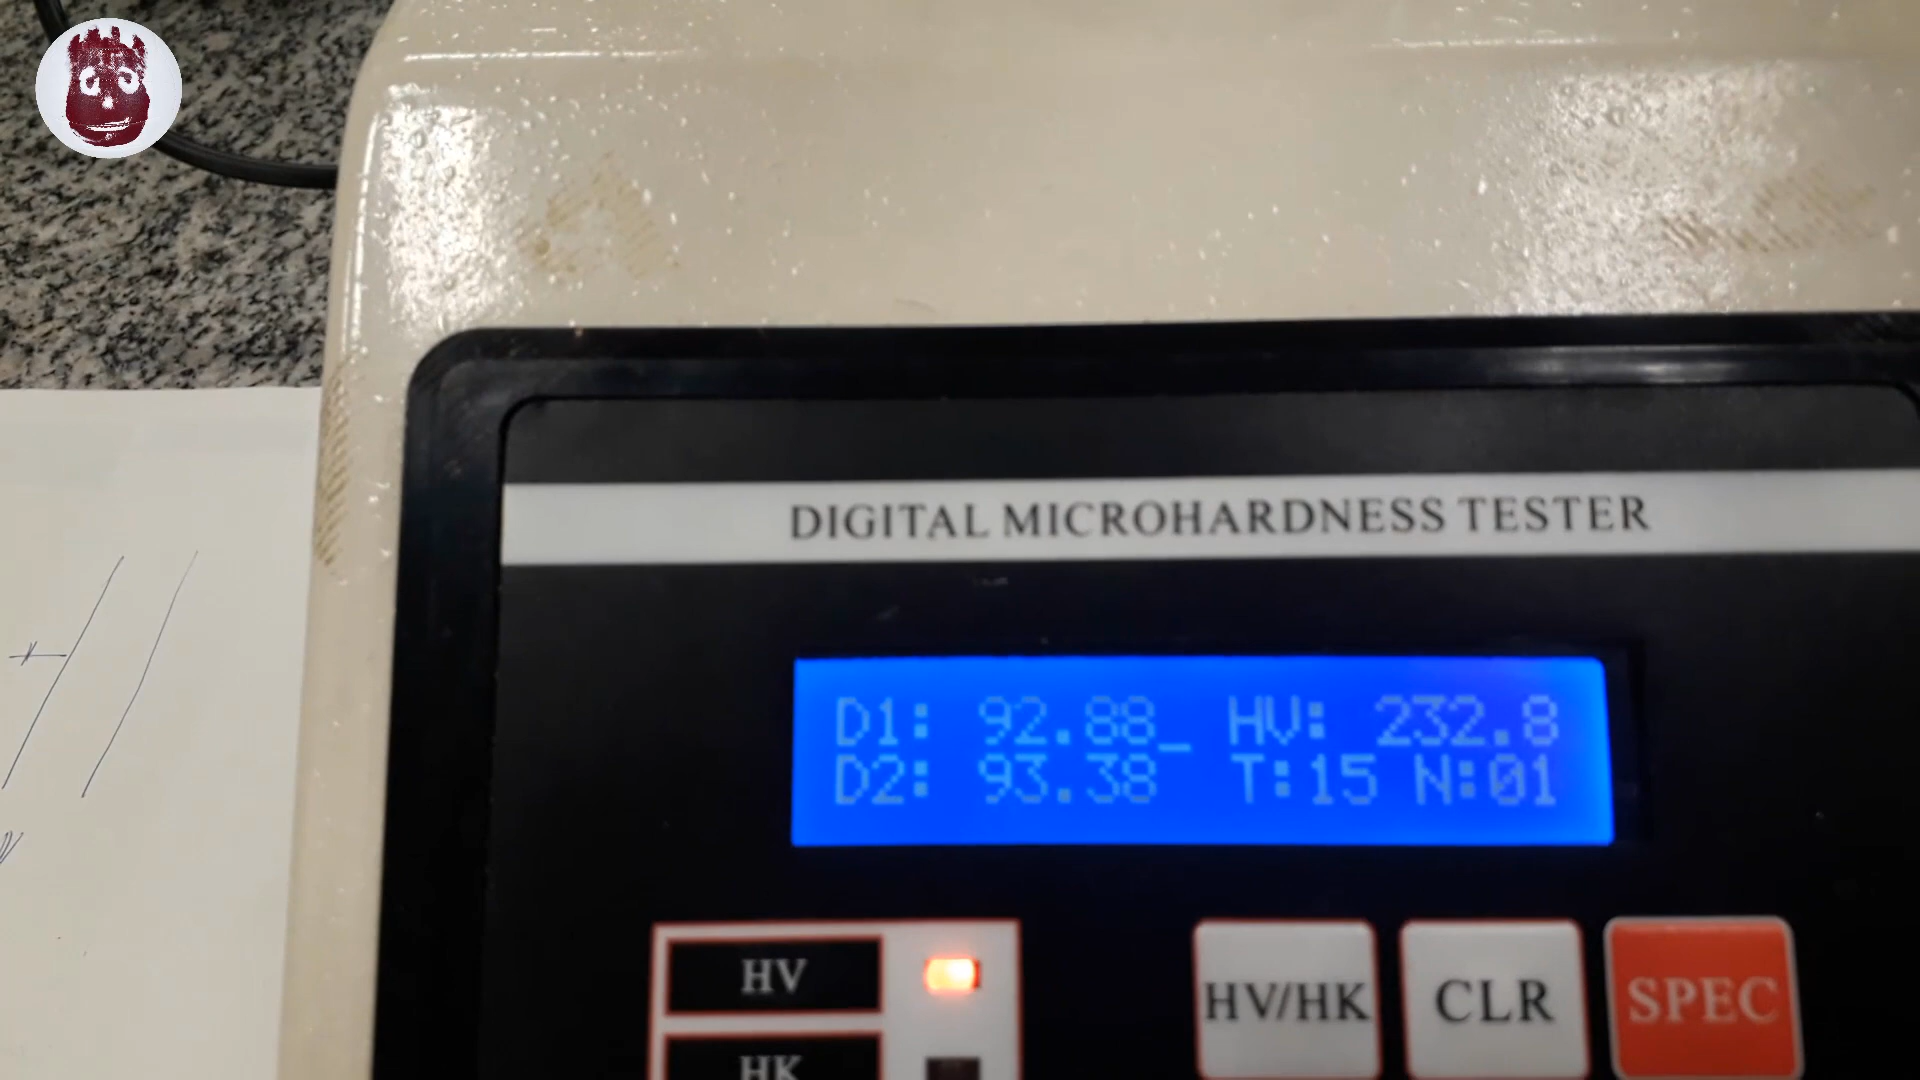 DIGITAL MICROHARDNESS TESTER
D1: 92.88_ HV: 232.8
D2: 93.38 T:15 N:01
HV
HV/HK CLR SPEC
HK